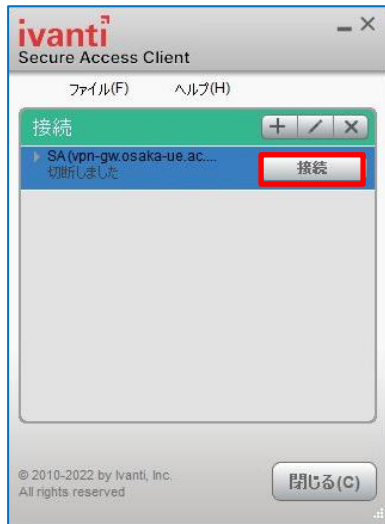 ivanti
Secure Access Client
ファイル(F) ヘルプ(H)
接続
SA (vpn-gw.osaka-ue.ac....
切断しました
接続
© 2010-2022 by Ivanti, Inc.
All rights reserved
閉じる(C)